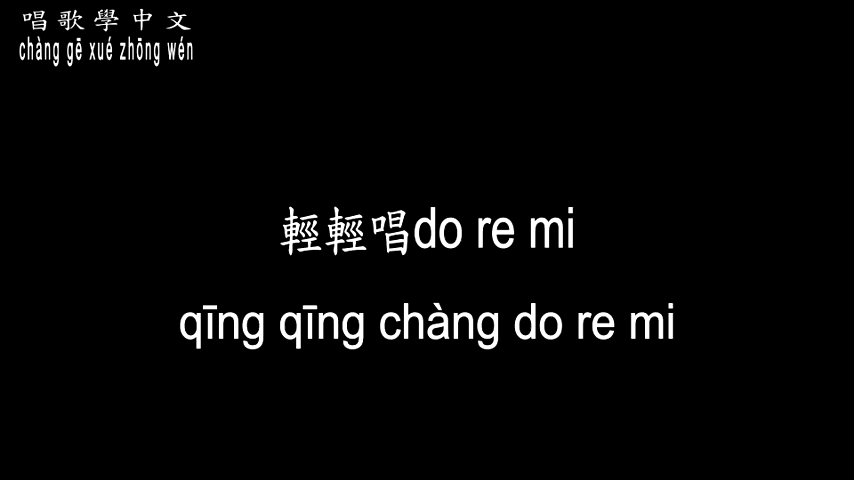 唱歌學中文
chàng gē xué zhōng wén
輕輕唱do re mi
qīng qīng chàng do re mi